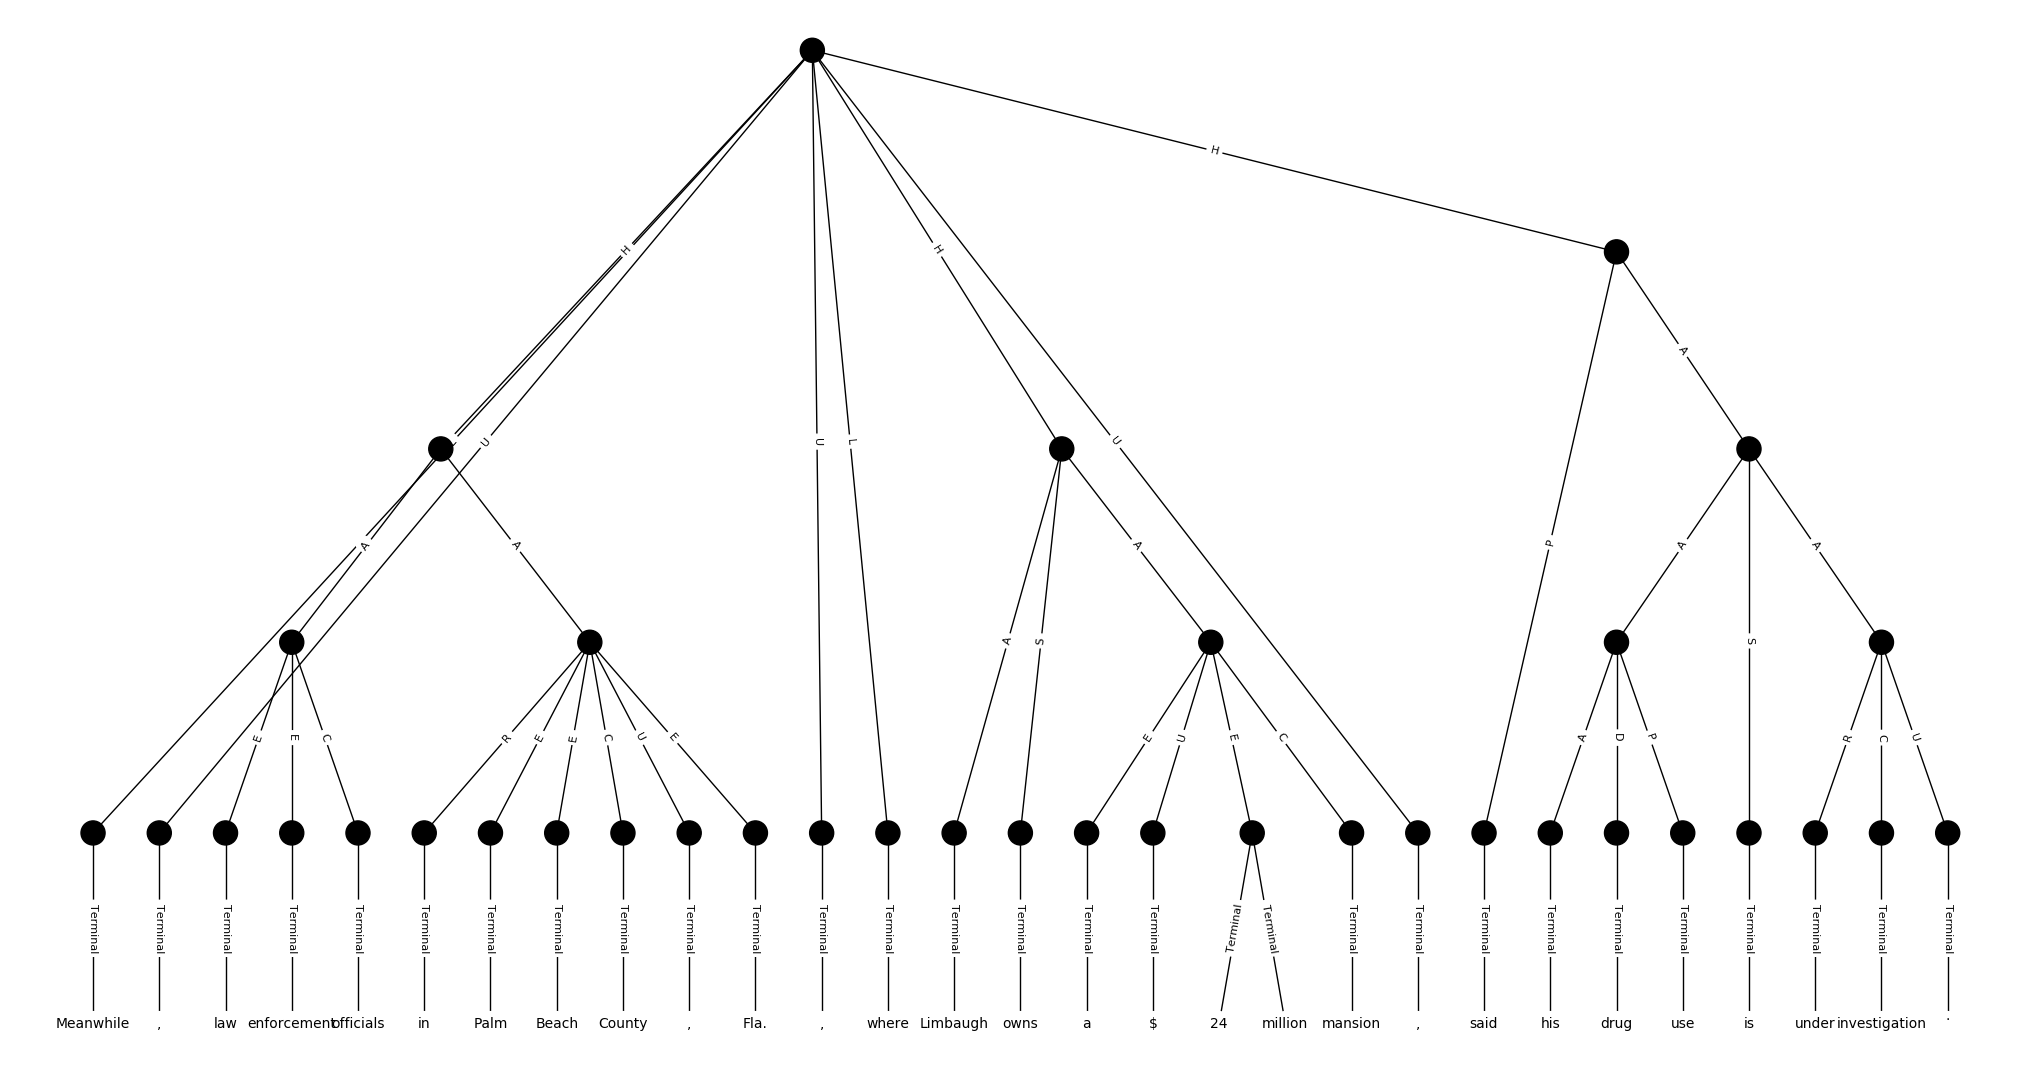 H
H
A
L
U
U
L
U
A
A
P
A
A
A
A
A
S
S
E
E
C
R
E
E
C
U
E
E
U
E
C
A
D
P
R
C
U
Terminal Terminal Terminal Terminal Terminal Terminal Terminal Terminal Terminal Terminal Terminal Terminal Terminal Terminal Terminal Terminal Terminal Terminal Terminal Terminal Terminal Terminal Terminal Terminal Terminal Terminal Terminal Terminal Terminal
Meanwhile , law enforcement officials in Palm Beach County , Fla. , where Limbaugh owns a $ 24 million mansion , said his drug use is under investigation .